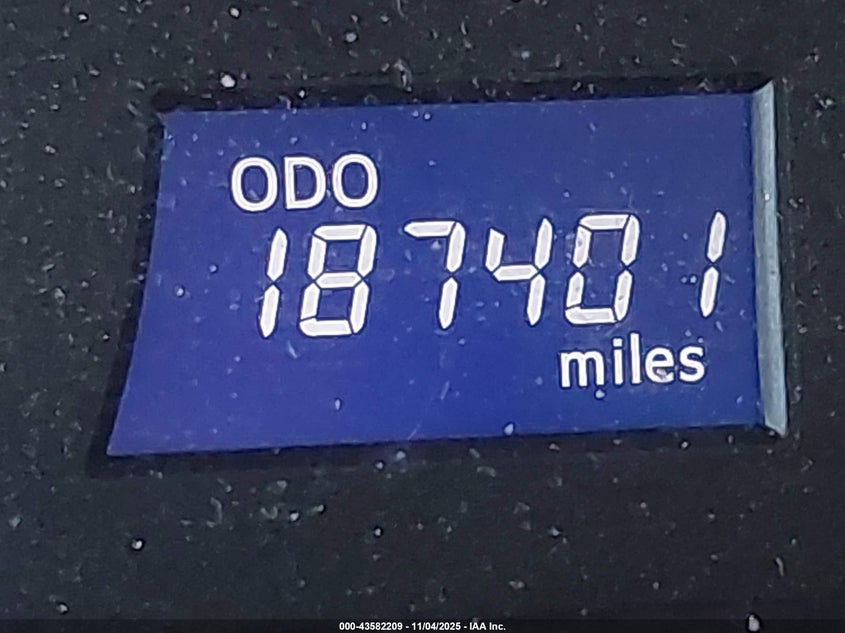 ODO
187401
miles
000-43582209 - 11/04/2025 - IAA Inc.